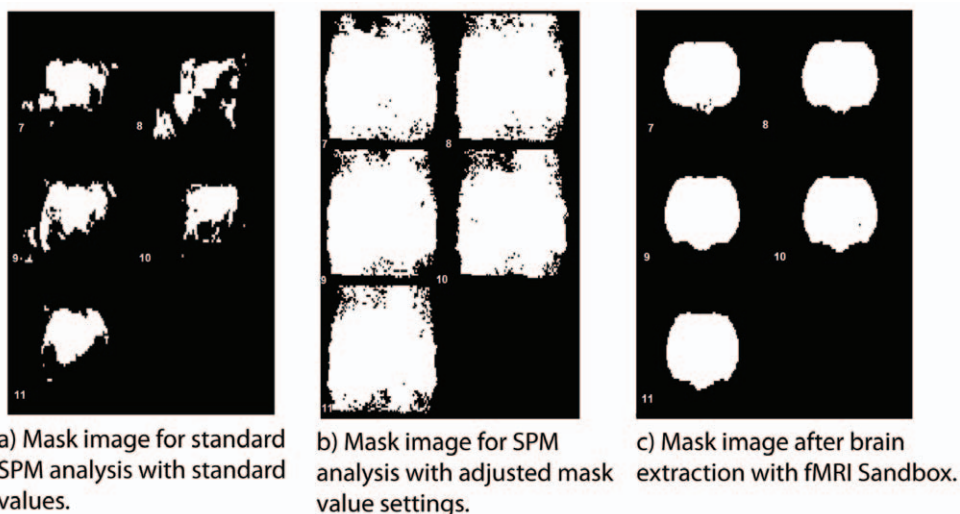 7
8
9
10
11
7
8
9
10
11
7
8
9
10
11
a) Mask image for standard
SPM analysis with standard
values.
b) Mask image for SPM
analysis with adjusted mask
value settings.
c) Mask image after brain
extraction with fMRI Sandbox.